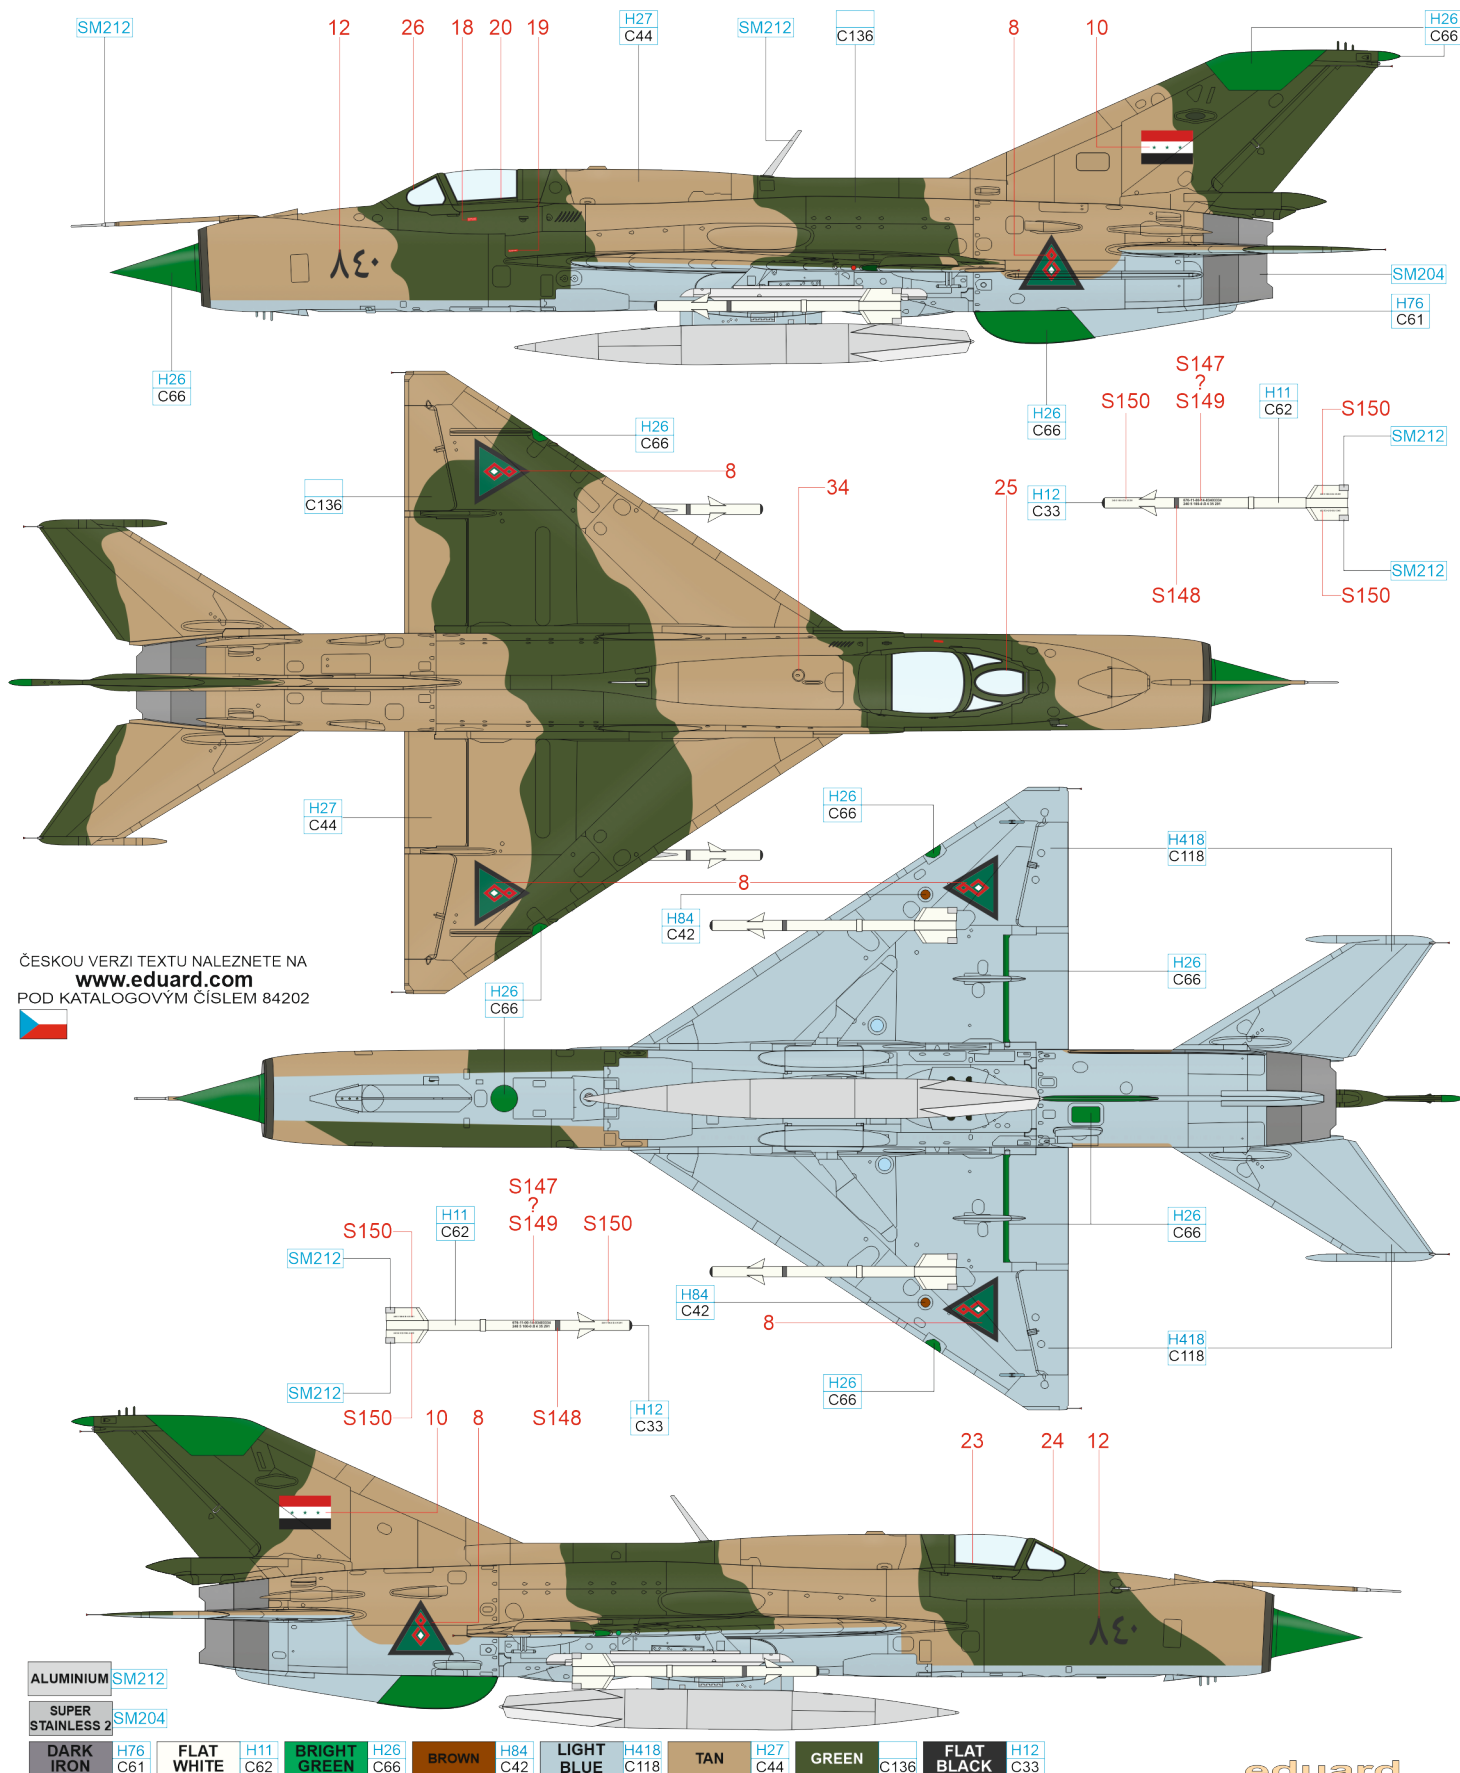 SM212
12
26
18
20
19
H27
C44
SM212
C136
8
10
H26
C66
٨٤٠
SM204
H76
C61
H26
C66
H26
C66
S147
?
S149
S150
H11
C62
S150
SM212
H12
C33
S148
SM212
S150
H26
C66
8
C136
34
25
H27
C44
H26
C66
H418
C118
8
H84
C42
H26
C66
ČESKOU VERZI TEXTU NALEZNETE NA
www.eduard.com
POD KATALOGOVÝM ČÍSLEM 84202
H26
C66
S147
?
S149
S150
H11
C62
S150
SM212
H26
C66
H84
C42
8
H418
C118
SM212
S150
10
8
S148
H12
C33
H26
C66
23
24
12
٨٤٠
ALUMINIUM SM212
SUPER
STAINLESS 2 SM204
DARK
IRON
H76
C61
FLAT
WHITE
H11
C62
BRIGHT
GREEN
H26
C66
BROWN
H84
C42
LIGHT
BLUE
H418
C118
TAN
H27
C44
GREEN
C136
FLAT
BLACK
H12
C33
eduard